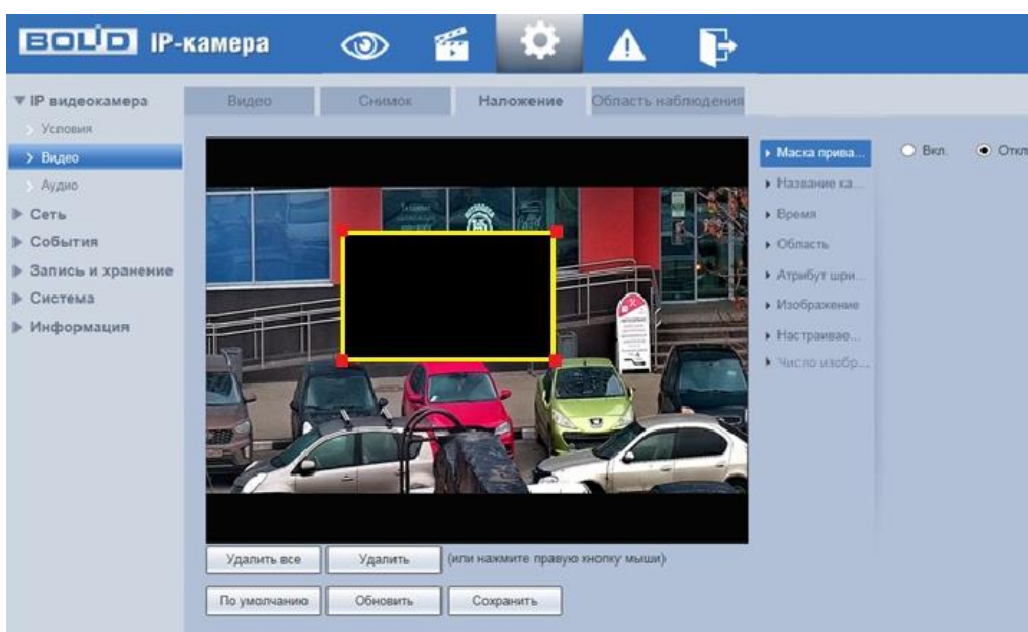 BOLID IP-камера
IP видеокамера
Условия
Видео
Аудио
Сеть
События
Запись и хранение
Система
Информация
Видео
Снимок
Наложение
Область наблюдения
Маска прива...
Название ка...
Время
Область
Атрибут шри...
Изображение
Настраивае...
Число изобр...
Вкл.
Откл
Удалить все
Удалить
(или нажмите правую кнопку мыши)
По умолчанию
Обновить
Сохранить